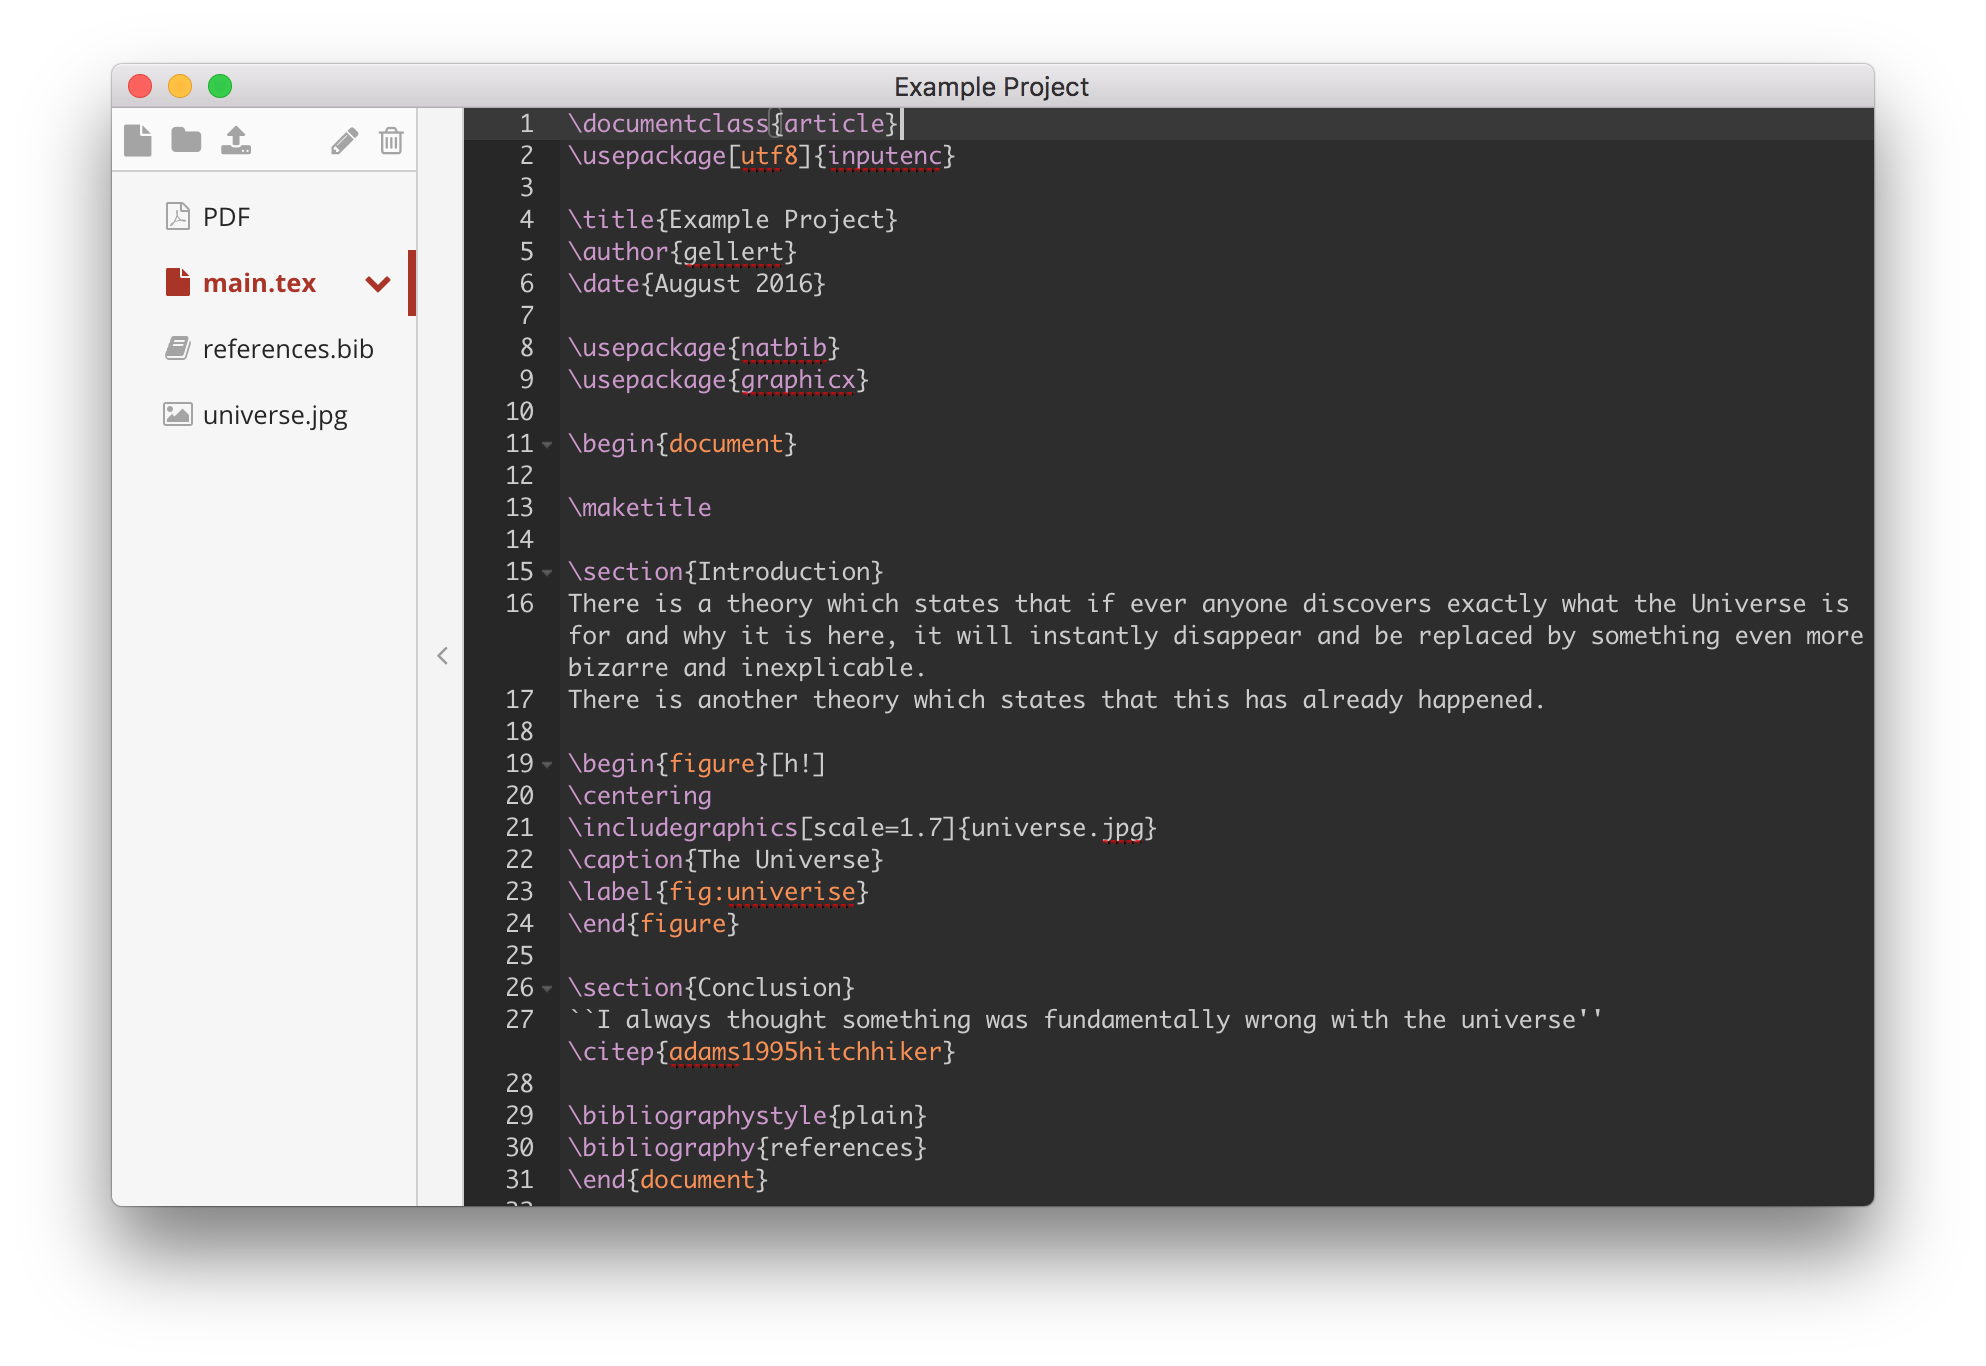 Example Project
PDF
main.tex
references.bib
universe.jpg
1 \documentclass{article}
2 \usepackage[utf8]{inputenc}
3
4 \title{Example Project}
5 \author{gellert}
6 \date{August 2016}
7
8 \usepackage{natbib}
9 \usepackage{graphicx}
10
11 \begin{document}
12
13 \maketitle
14
15 \section{Introduction}
16 There is a theory which states that if ever anyone discovers exactly what the Universe is
for and why it is here, it will instantly disappear and be replaced by something even more
bizarre and inexplicable.
17 There is another theory which states that this has already happened.
18
19 \begin{figure}[h!]
20 \centering
21 \includegraphics[scale=1.7]{universe.jpg}
22 \caption{The Universe}
23 \label{fig:univerise}
24 \end{figure}
25
26 \section{Conclusion}
27 ``I always thought something was fundamentally wrong with the universe''
\citep{adams1995hitchhiker}
28
29 \bibliographystyle{plain}
30 \bibliography{references}
31 \end{document}